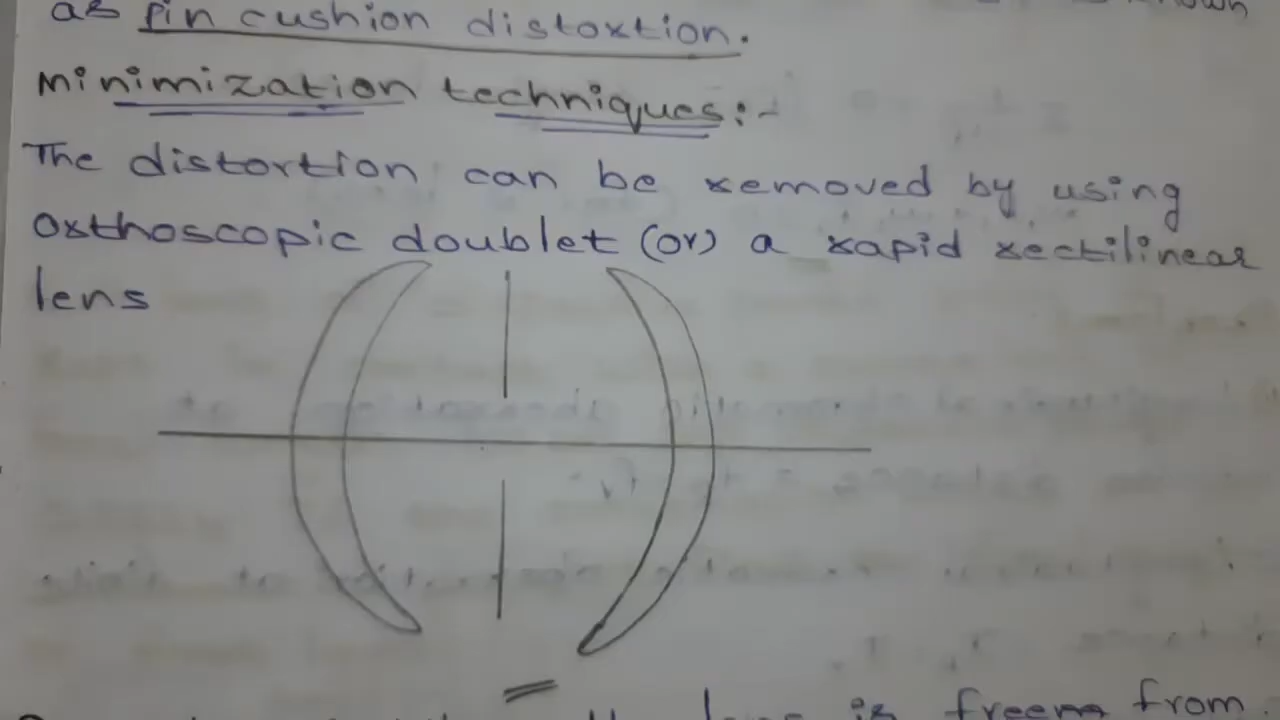 as pin cushion distortion.
Minimization techniques:-
The distortion can be removed by using
orthoscopic doublet (or) a rapid rectilinear
lens
lens is freem from